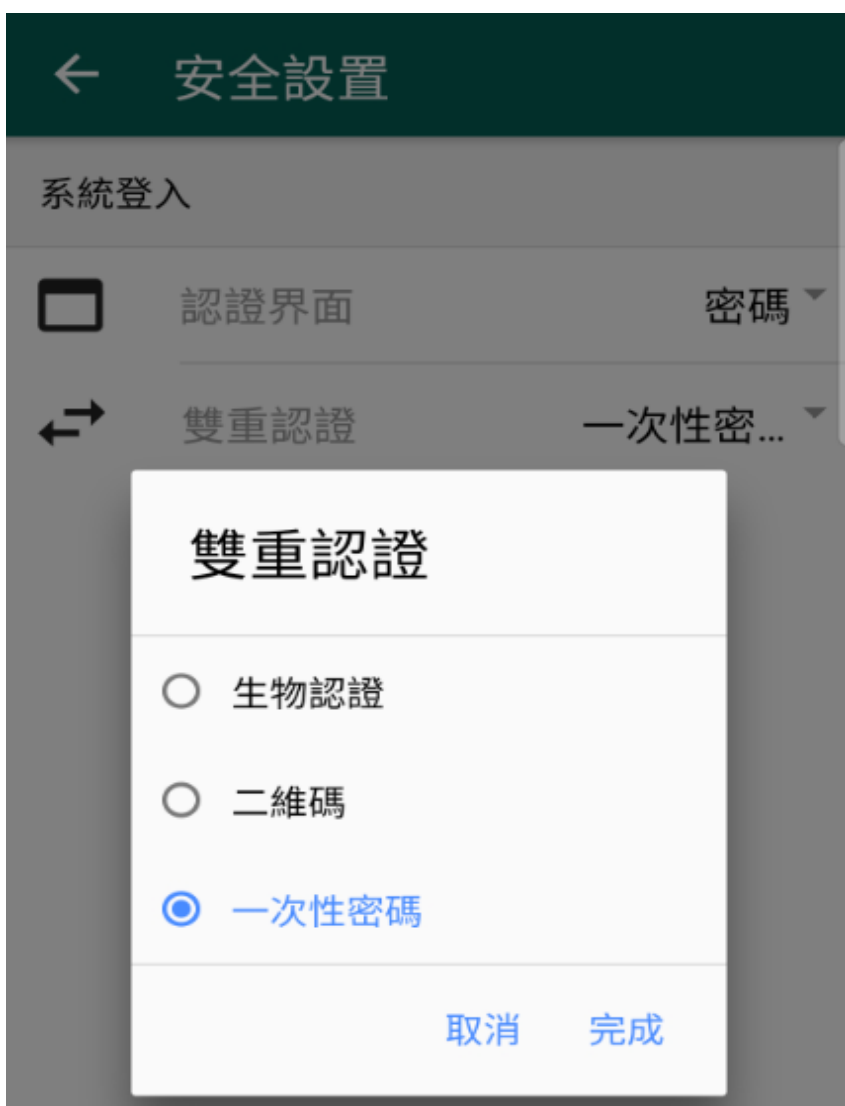 安全設置
系統登入
認證界面 密碼
雙重認證 一次性密...
雙重認證
生物認證
二維碼
一次性密碼
取消 完成